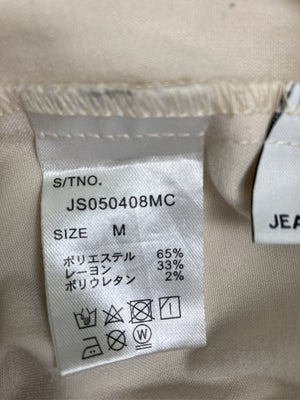 S/TNO.
JS050408MC
SIZE M
ポリエステル 65%
レーヨン 33%
ポリウレタン 2%
W
JEA